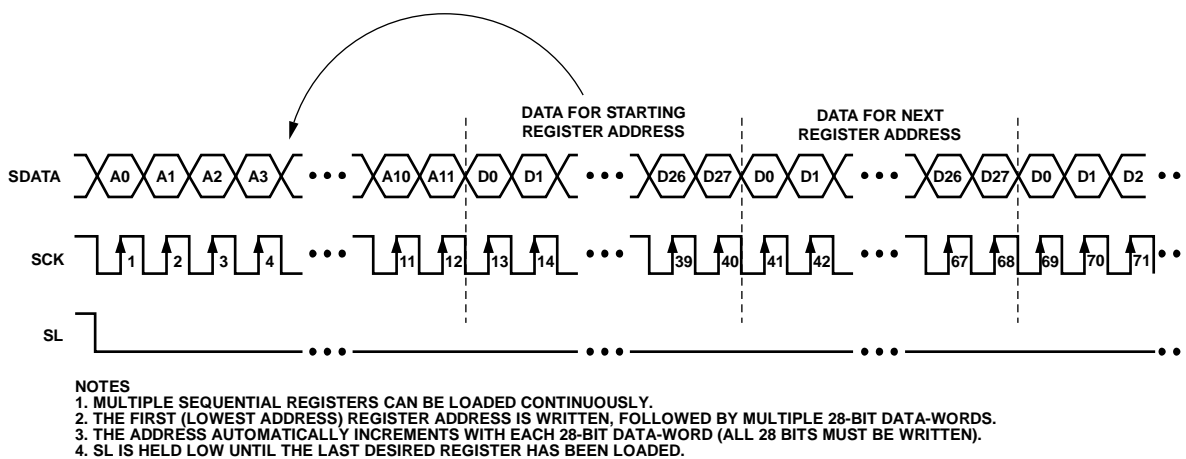 DATA FOR STARTING
REGISTER ADDRESS
DATA FOR NEXT
REGISTER ADDRESS
SDATA A0 A1 A2 A3 ••• A10 A11 D0 D1 ••• D26 D27 D0 D1 ••• D26 D27 D0 D1 D2 ••
SCK 1 2 3 4 ••• 11 12 13 14 ••• 39 40 41 42 ••• 67 68 69 70 71 ••
SL ••• ••• ••• ••
NOTES
1. MULTIPLE SEQUENTIAL REGISTERS CAN BE LOADED CONTINUOUSLY.
2. THE FIRST (LOWEST ADDRESS) REGISTER ADDRESS IS WRITTEN, FOLLOWED BY MULTIPLE 28-BIT DATA-WORDS.
3. THE ADDRESS AUTOMATICALLY INCREMENTS WITH EACH 28-BIT DATA-WORD (ALL 28 BITS MUST BE WRITTEN).
4. SL IS HELD LOW UNTIL THE LAST DESIRED REGISTER HAS BEEN LOADED.